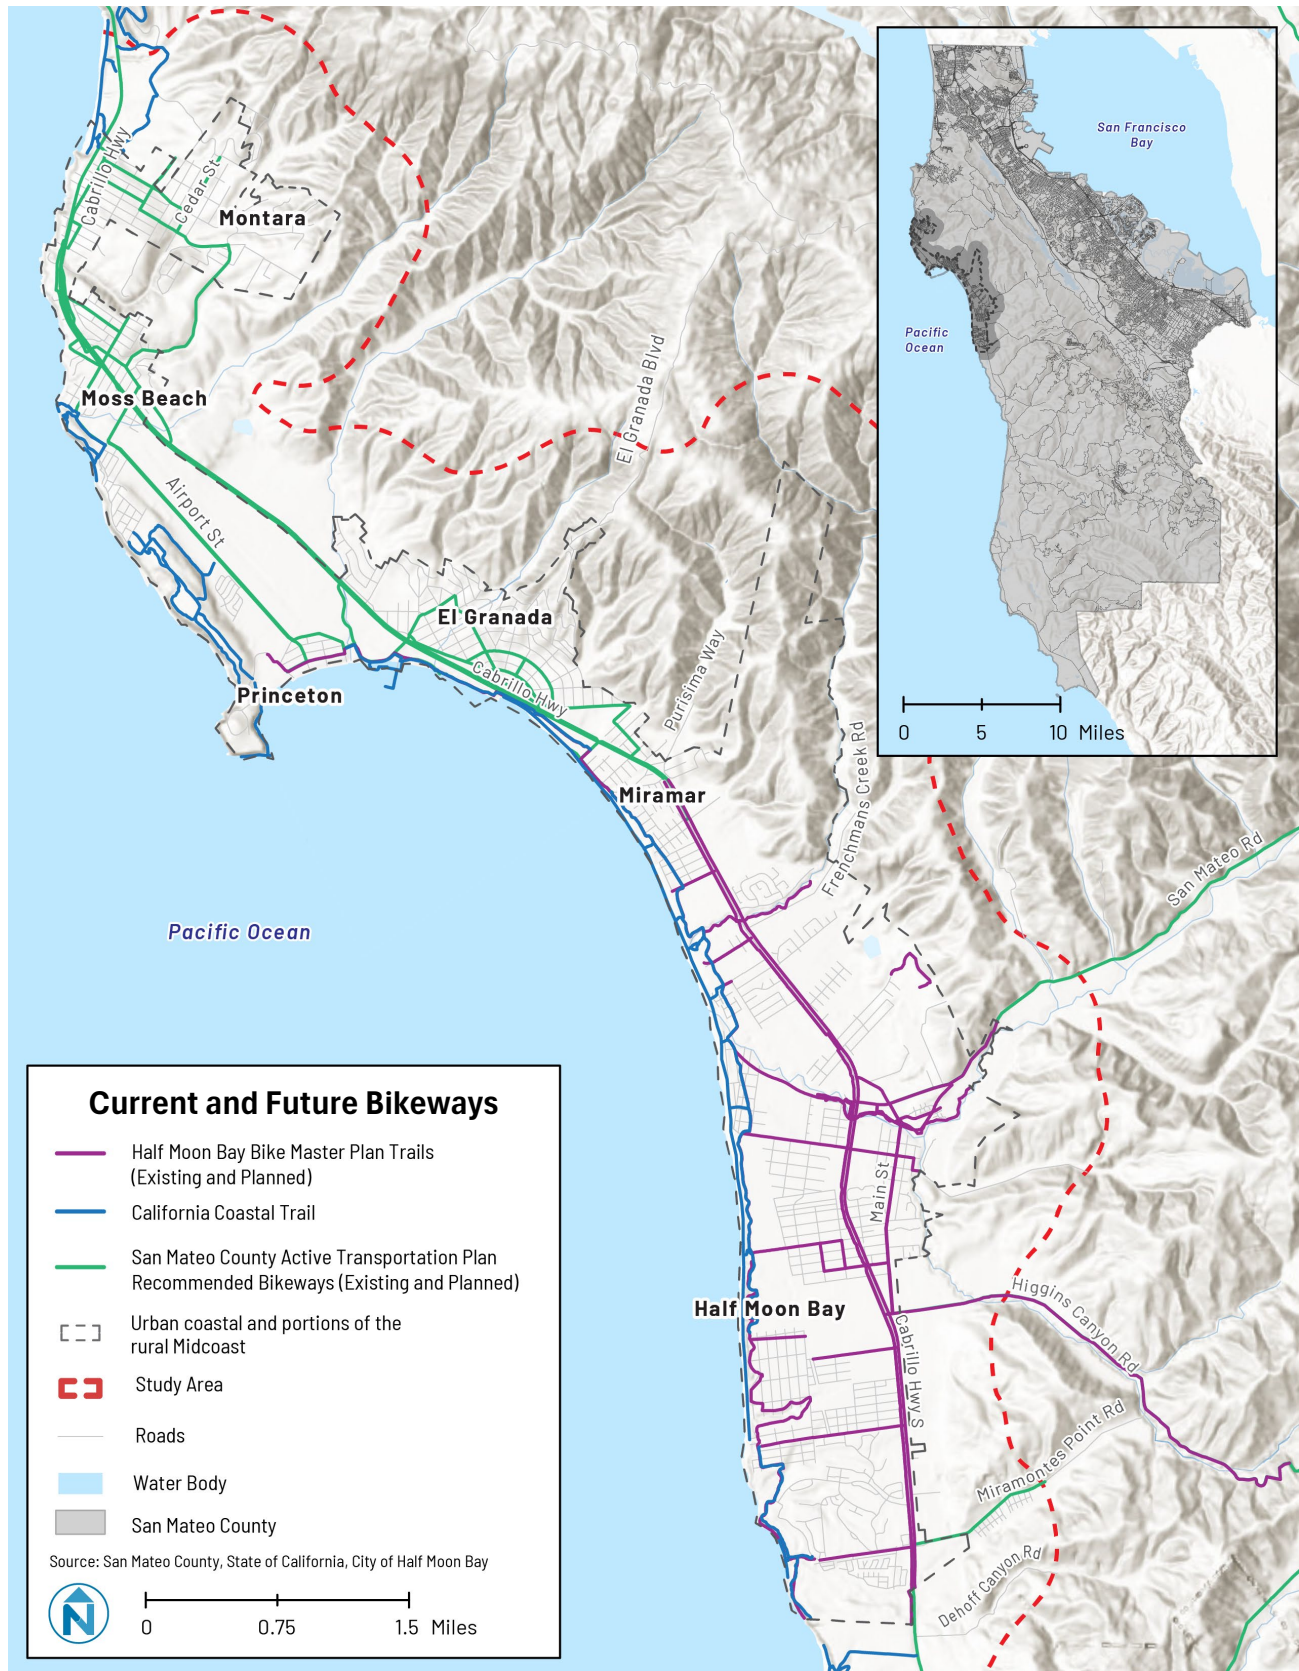 Cabrillo Hwy
Cedar St
Montara
Moss Beach
Airport St
El Granada Blvd
El Granada
Princeton
Cabrillo Hwy
Purisima Way
Miramar
Frenchmans Creek Rd
San Mateo Rd
Pacific Ocean
Main St
Half Moon Bay
Higgins Canyon Rd
Cabrillo Hwy S
Miramontes Point Rd
Dehoff Canyon Rd
San Francisco
Bay
Pacific
Ocean
0 5 10 Miles
Current and Future Bikeways
Half Moon Bay Bike Master Plan Trails
(Existing and Planned)
California Coastal Trail
San Mateo County Active Transportation Plan
Recommended Bikeways (Existing and Planned)
Urban coastal and portions of the
rural Midcoast
Study Area
Roads
Water Body
San Mateo County
Source: San Mateo County, State of California, City of Half Moon Bay
N
0 0.75 1.5 Miles